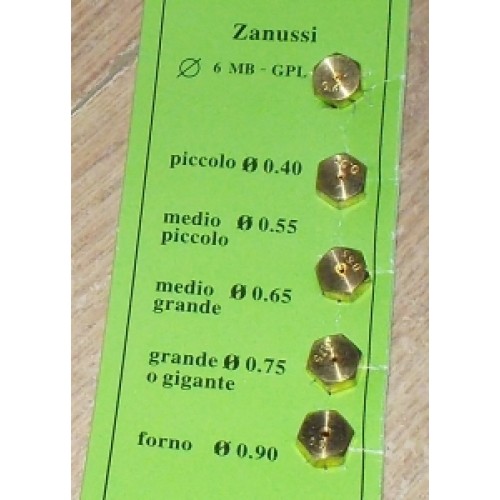 Zanussi
Ø 6 MB - GPL
piccolo Ø 0.40
medio Ø 0.55
piccolo
medio Ø 0.65
grande
grande Ø 0.75
o gigante
forno Ø 0.90